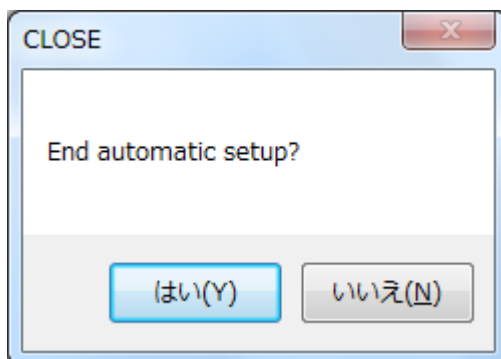 CLOSE
End automatic setup?
はい(Y)
いいえ(N)